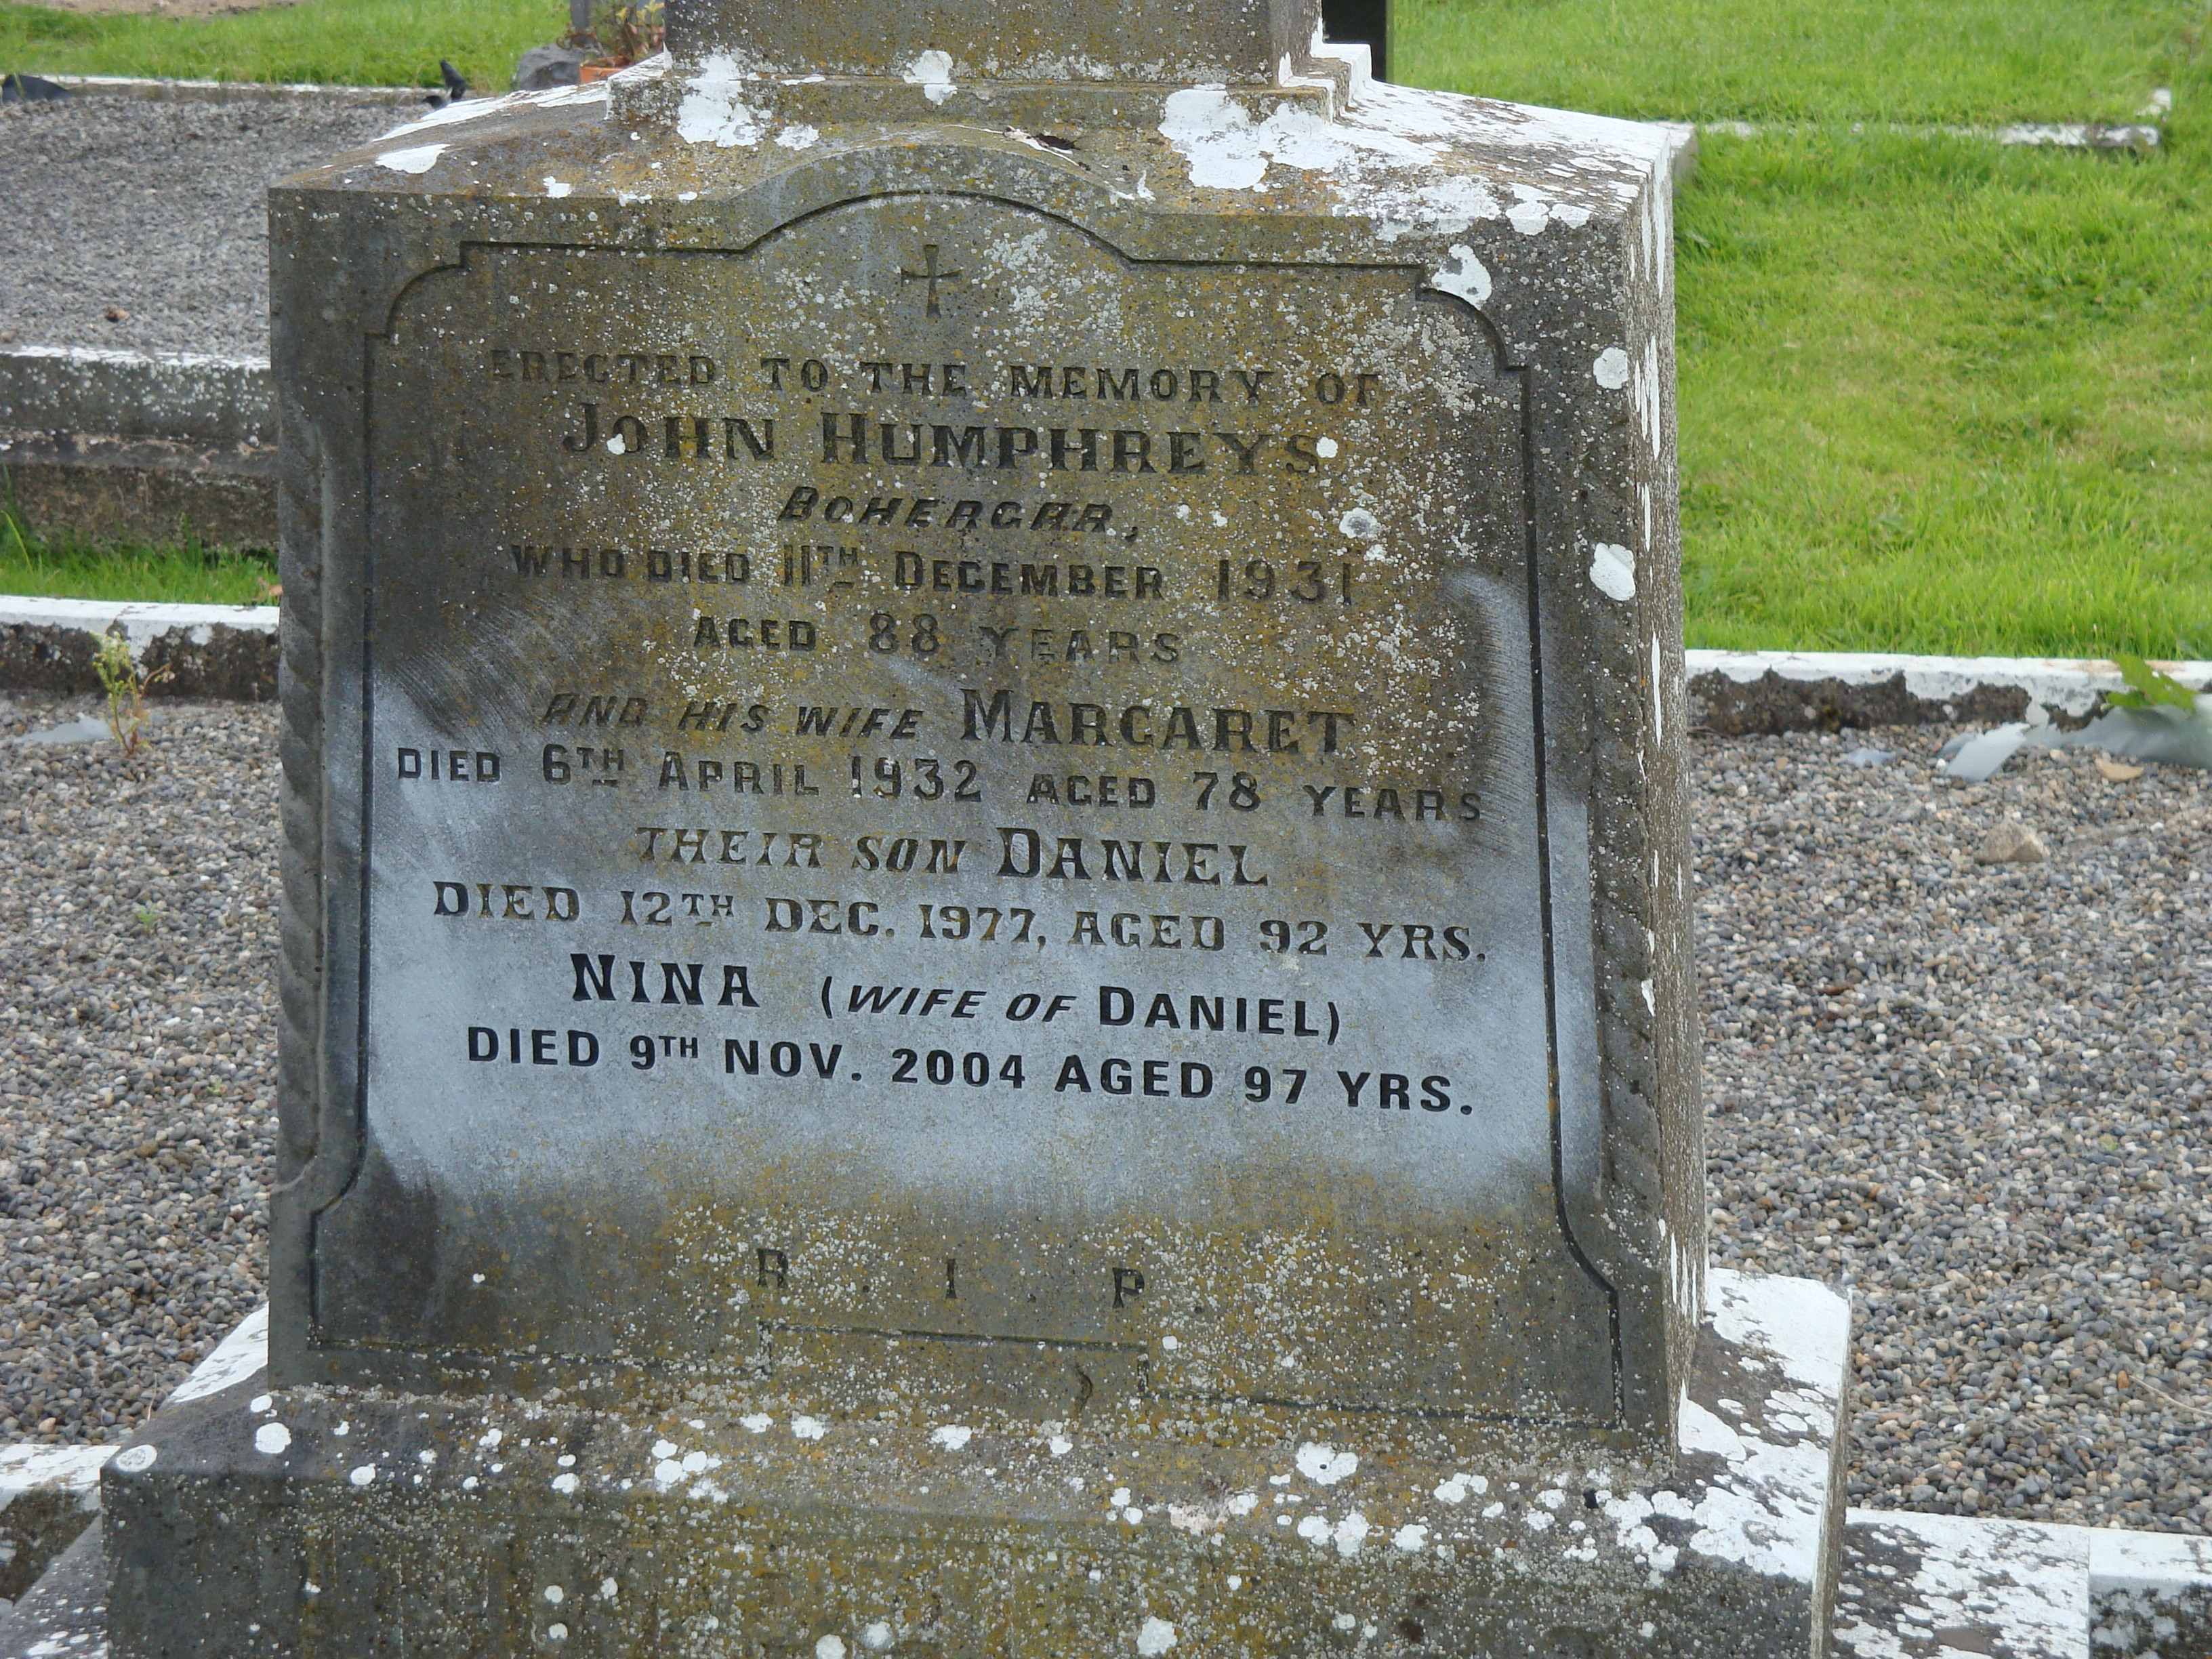 ERECTED TO THE MEMORY OF
JOHN HUMPHREYS
BOHERGAR,
WHO DIED 11TH DECEMBER 1931
AGED 88 YEARS
AND HIS WIFE MARGARET
DIED 6TH APRIL 1932 AGED 78 YEARS
THEIR SON DANIEL
DIED 12TH DEC. 1977, AGED 92 YRS.
NINA (WIFE OF DANIEL)
DIED 9TH NOV. 2004 AGED 97 YRS.
R. I. P.